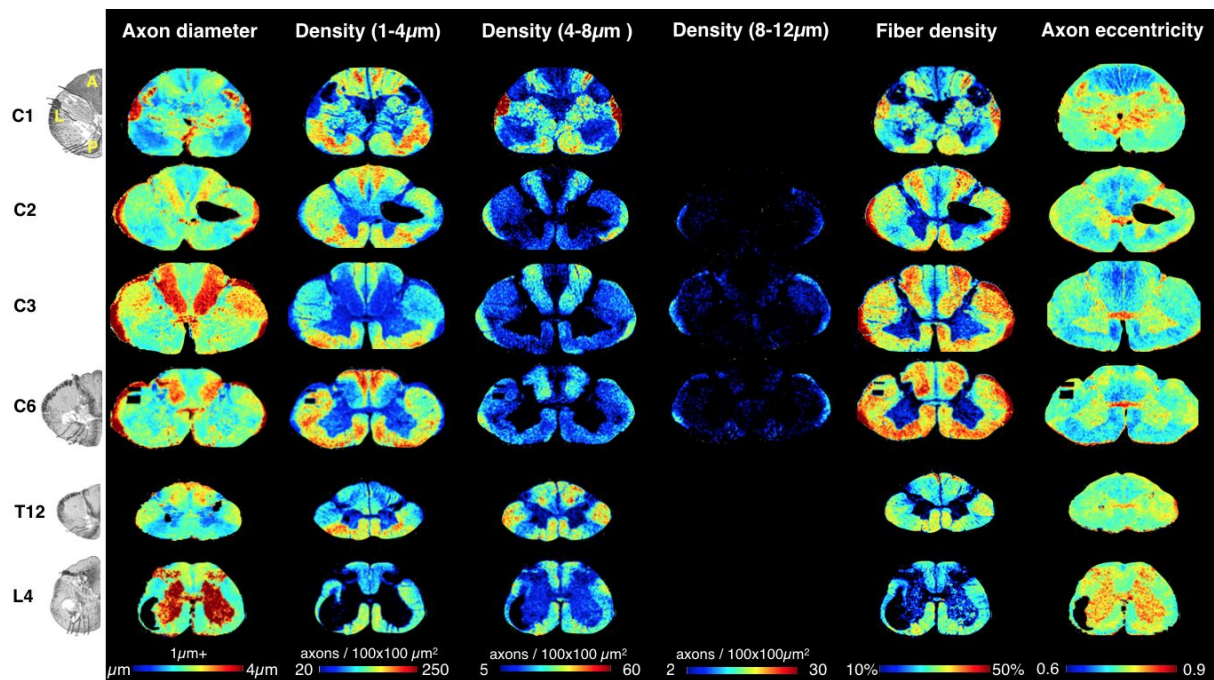 Axon diameter Density (1-4µm) Density (4-8µm ) Density (8-12µm) Fiber density Axon eccentricity
A
C1
L
P
C2
C3
C6
T12
L4
1µm+ axons / 100x100 µm² axons / 100x100 µm² axons / 100x100µm²
µm 4µm 20 250 5 60 2 30 10% 50% 0.6 0.9